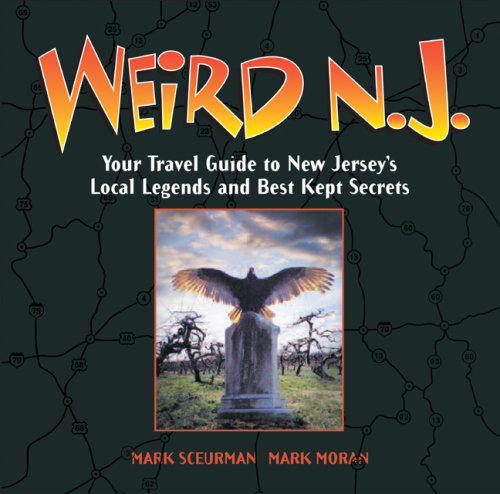 WEiRD N.J.
Your Travel Guide to New Jersey's
Local Legends and Best Kept Secrets
MARK SCEURMAN MARK MORAN